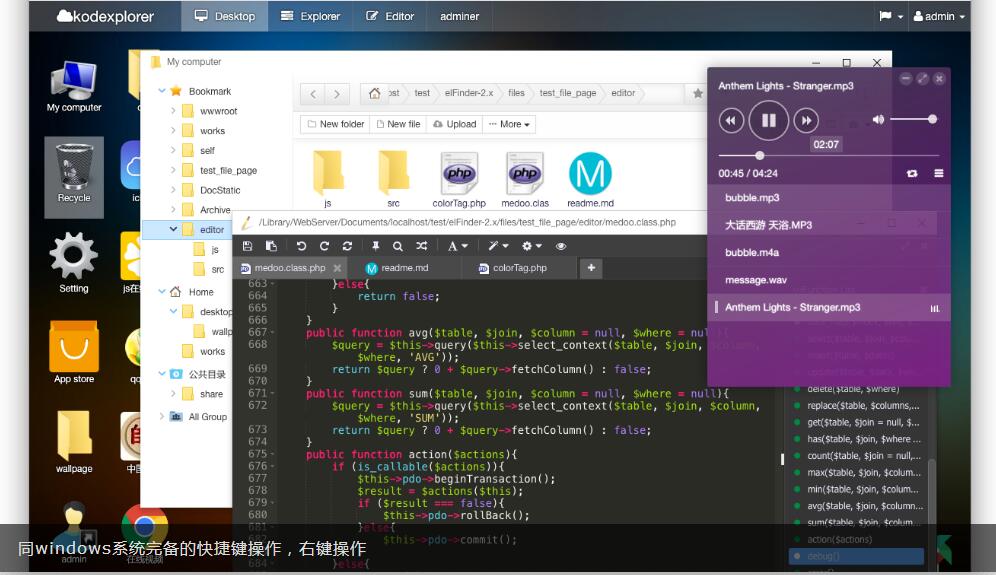 kodexplorer
Desktop
Explorer
Editor
adminer
admin
My computer
Recycle
Setting
App store
wallpage
admin
My computer
Bookmark
wwwroot
works
self
test_file_page
DocStatic
Archive
editor
js
src
Home
desktop
works
公共目录
share
All Group
test
elFinder-2.x
files
test_file_page
editor
New folder
New file
Upload
More
js
src
colorTag.php
medoo.clas
readme.md
/Library/WebServer/Documents/localhost/test/elFinder-2.x/files/test_file_page/editor/medoo.class.php
medoo.class.php
readme.md
colorTag.php
663 }else{
664 return false;
665 }
666 }
667 public function avg($table, $join, $column = null, $where = null){
668 $query = $this->query($this->select_context($table, $join, $column,
$where, 'AVG'));
669 return $query ? 0 + $query->fetchColumn() : false;
670 }
671 public function sum($table, $join, $column = null, $where = null){
672 $query = $this->query($this->select_context($table, $join, $column,
$where, 'SUM'));
673 return $query ? 0 + $query->fetchColumn() : false;
674 }
675 public function action($actions){
676 if (is_callable($actions)){
677 $this->pdo->beginTransaction();
678 $result = $actions($this);
679 if ($result === false){
680 $this->pdo->rollBack();
681 }else{
$this->pdo->commit();
684 }else{
Anthem Lights - Stranger.mp3
02:07
00:45 / 04:24
bubble.mp3
大话西游 天浴.MP3
bubble.m4a
message.wav
Anthem Lights - Stranger.mp3
delete($table, $where)
replace($table, $columns,...
get($table, $join = null, $...
has($table, $join, $where ...
count($table, $join = null,...
max($table, $join, $colum...
min($table, $join, $colum...
avg($table, $join, $colum...
sum($table, $join, $colum...
action($actions)
debug()
同windows系统完备的快捷键操作，右键操作
在线视频